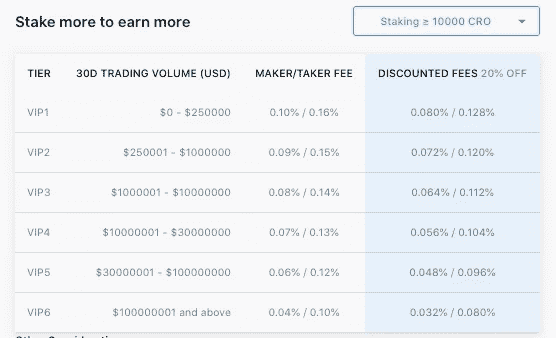 Stake more to earn more
Staking ≥ 10000 CRO
TIER 30D TRADING VOLUME (USD) MAKER/TAKER FEE DISCOUNTED FEES 20% OFF
VIP1 $0 - $250000 0.10% / 0.16% 0.080% / 0.128%
VIP2 $250001 - $1000000 0.09% / 0.15% 0.072% / 0.120%
VIP3 $1000001 - $10000000 0.08% / 0.14% 0.064% / 0.112%
VIP4 $10000001 - $30000000 0.07% / 0.13% 0.056% / 0.104%
VIP5 $30000001 - $100000000 0.06% / 0.12% 0.048% / 0.096%
VIP6 $100000001 and above 0.04% / 0.10% 0.032% / 0.080%